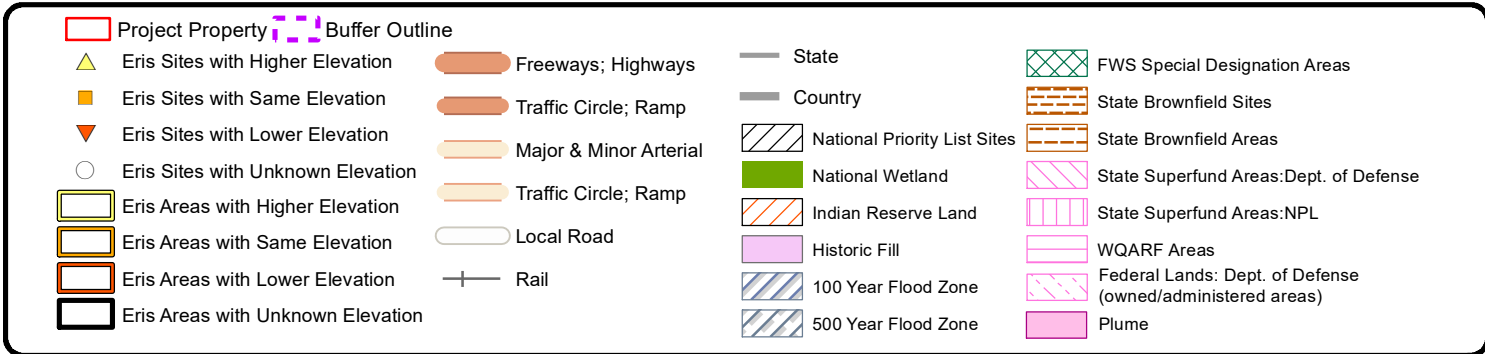 Project Property
Buffer Outline
Eris Sites with Higher Elevation
Eris Sites with Same Elevation
Eris Sites with Lower Elevation
Eris Sites with Unknown Elevation
Eris Areas with Higher Elevation
Eris Areas with Same Elevation
Eris Areas with Lower Elevation
Eris Areas with Unknown Elevation
Freeways; Highways
Traffic Circle; Ramp
Major & Minor Arterial
Traffic Circle; Ramp
Local Road
Rail
State
Country
National Priority List Sites
National Wetland
Indian Reserve Land
Historic Fill
100 Year Flood Zone
500 Year Flood Zone
FWS Special Designation Areas
State Brownfield Sites
State Brownfield Areas
State Superfund Areas:Dept. of Defense
State Superfund Areas:NPL
WQARF Areas
Federal Lands: Dept. of Defense
(owned/administered areas)
Plume